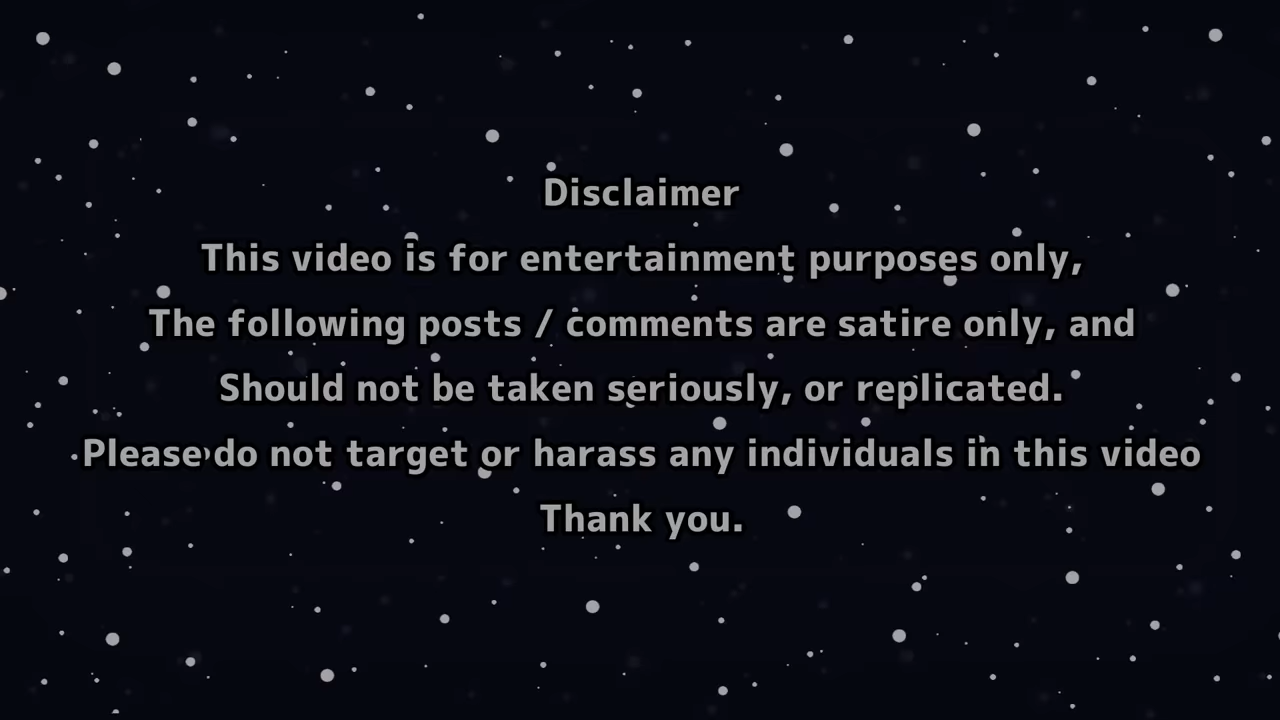 Disclaimer
This video is for entertainment purposes only,
The following posts / comments are satire only, and
Should not be taken seriously, or replicated.
Please do not target or harass any individuals in this video
Thank you.